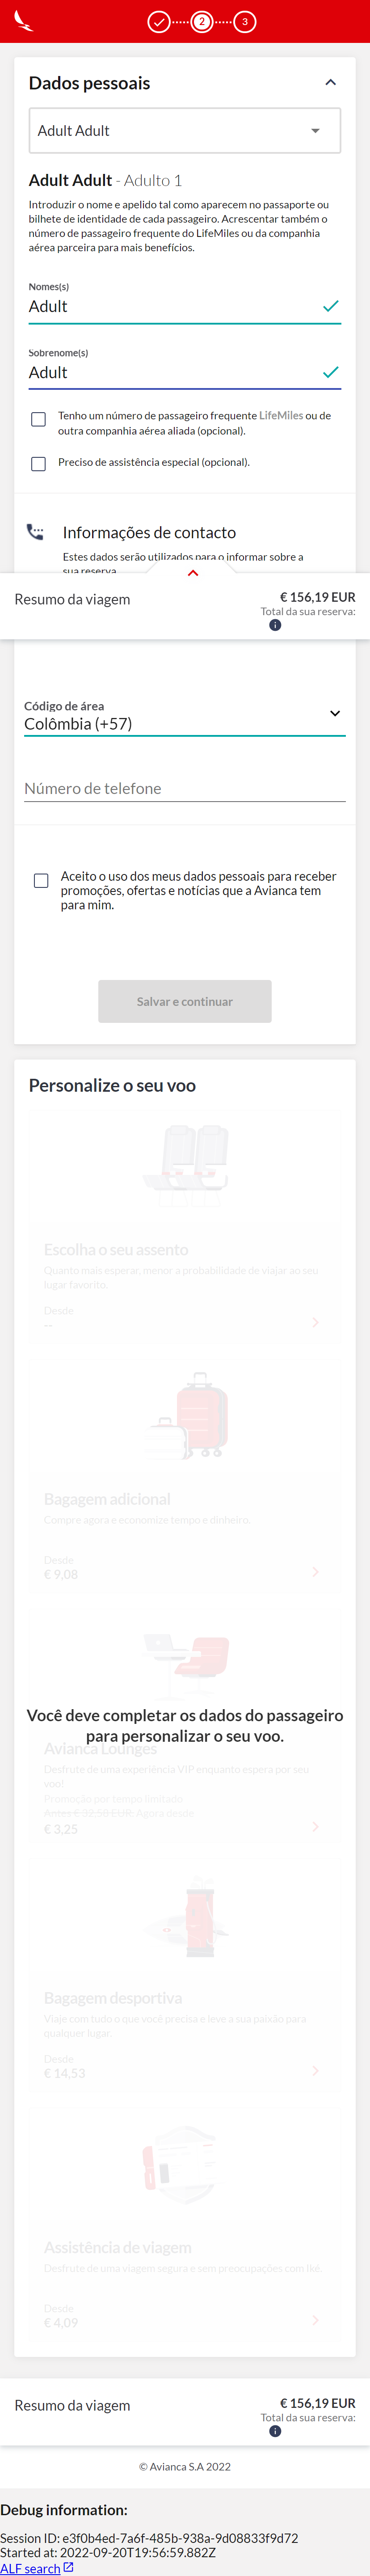 2
3
Dados pessoais
Adult Adult
Adult Adult - Adulto 1
Introduzir o nome e apelido tal como aparecem no passaporte ou
bilhete de identidade de cada passageiro. Acrescentar também o
número de passageiro frequente do LifeMiles ou da companhia
aérea parceira para mais benefícios.
Nomes(s)
Adult
Sobrenome(s)
Adult
Tenho um número de passageiro frequente LifeMiles ou de
outra companhia aérea aliada (opcional).
Preciso de assistência especial (opcional).
Informações de contacto
Estes dados serão utilizados para o informar sobre a
sua reserva
Resumo da viagem
€ 156,19 EUR
Total da sua reserva:
Código de área
Colômbia (+57)
Número de telefone
Aceito o uso dos meus dados pessoais para receber
promoções, ofertas e notícias que a Avianca tem
para mim.
Salvar e continuar
Personalize o seu voo
Escolha o seu assento
Quanto mais esperar, menor a probabilidade de viajar ao seu
lugar favorito.
Desde
--
Bagagem adicional
Compre agora e economize tempo e dinheiro.
Desde
€ 9,08
Você deve completar os dados do passageiro
para personalizar o seu voo.
Avianca Lounges
Desfrute de uma experiência VIP enquanto espera por seu
voo!
Promoção por tempo limitado
Antes € 32,58 EUR. Agora desde
€ 3,25
Bagagem desportiva
Viaje com tudo o que você precisa e leve a sua paixão para
qualquer lugar.
Desde
€ 14,53
Assistência de viagem
Desfrute de uma viagem segura e sem preocupações com Iké.
Desde
€ 4,09
Resumo da viagem
€ 156,19 EUR
Total da sua reserva:
© Avianca S.A 2022
Debug information:
Session ID: e3f0b4ed-7a6f-485b-938a-9d08833f9d72
Started at: 2022-09-20T19:56:59.882Z
ALF search